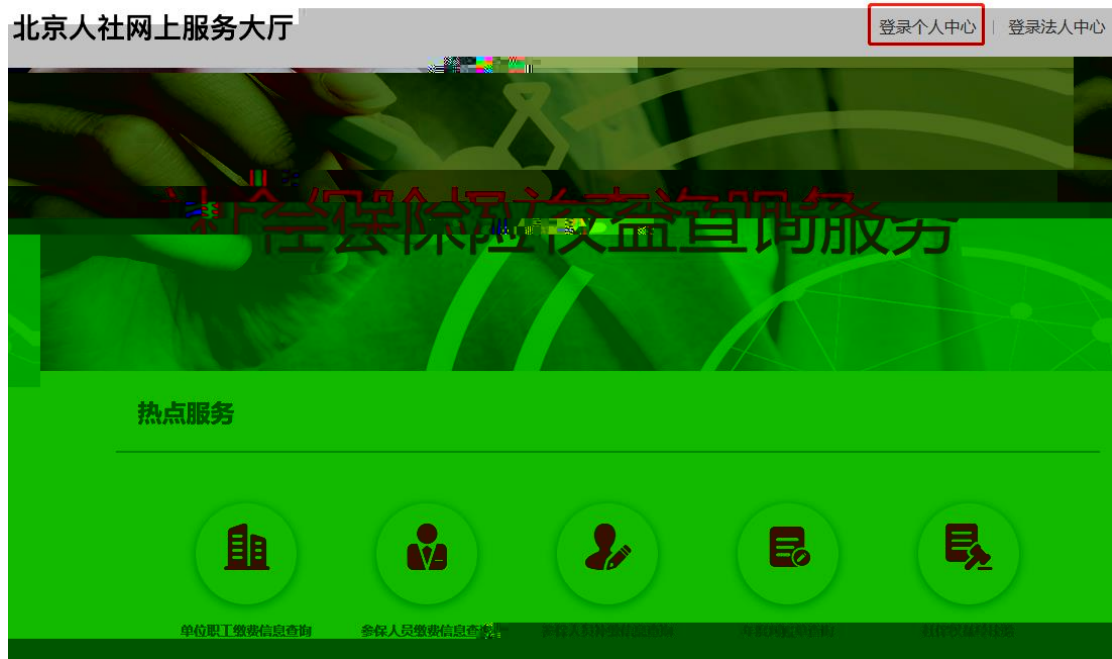 北京人社网上服务大厅
登录个人中心 | 登录法人中心
社会保险权益查询服务
热点服务
单位职工缴费信息查询
参保人员缴费信息查